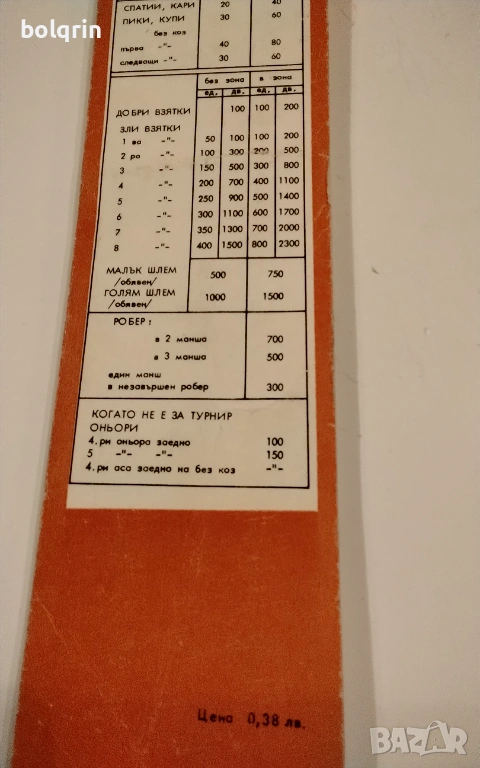 bolqrin
СПАТИИ, КАРИ 20 40
ПИКИ, КУПИ 30 60
без коз
първа -"- 40 80
следващи -"- 30 60
без зона в зона
ед. дв. ед. дв.
ДОБРИ ВЗЯТКИ 100 100 200
ЗЛИ ВЗЯТКИ
1 ва -"- 50 100 100 200
2 ра -"- 100 300 200 500
3 -"- 150 500 300 800
4 -"- 200 700 400 1100
5 -"- 250 900 500 1400
6 -"- 300 1100 600 1700
7 -"- 350 1300 700 2000
8 -"- 400 1500 800 2300
МАЛЪК ШЛЕМ 500 750
/обявен/
ГОЛЯМ ШЛЕМ 1000 1500
/обявен/
РОБЕР:
в 2 манша 700
в 3 манша 500
един манш
в незавършен робер 300
КОГАТО НЕ Е ЗА ТУРНИР
ОНЬОРИ
4.ри оньора заедно 100
5 -"- -"- 150
4.ри аса заедно на без коз -"-
Цена 0,38 лв.
BAZAR